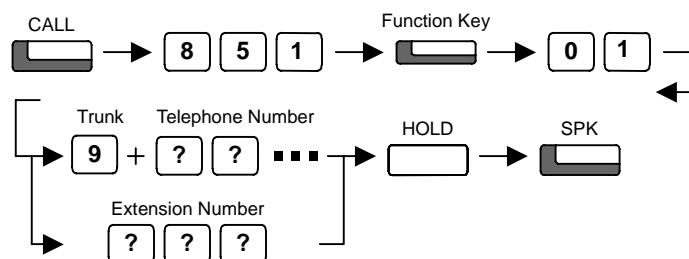 CALL Function Key
8 5 1 0 1
Trunk Telephone Number HOLD SPK
9 + ? ?
Extension Number
? ? ?